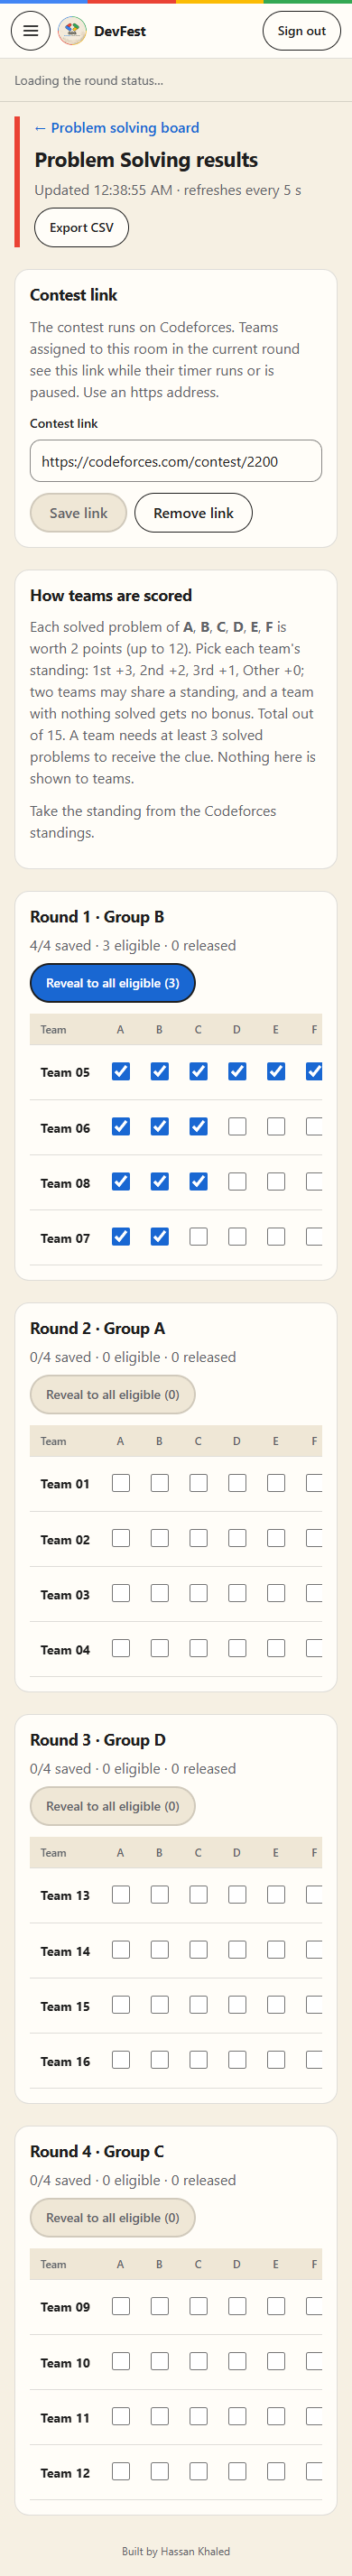 DevFest
Sign out
Loading the round status...
← Problem solving board
Problem Solving results
Updated 12:38:55 AM · refreshes every 5 s
Export CSV
Contest link
The contest runs on Codeforces. Teams
assigned to this room in the current round
see this link while their timer runs or is
paused. Use an https address.
Contest link
https://codeforces.com/contest/2200
Save link
Remove link
How teams are scored
Each solved problem of A, B, C, D, E, F is
worth 2 points (up to 12). Pick each team's
standing: 1st +3, 2nd +2, 3rd +1, Other +0;
two teams may share a standing, and a team
with nothing solved gets no bonus. Total out
of 15. A team needs at least 3 solved
problems to receive the clue. Nothing here is
shown to teams.
Take the standing from the Codeforces
standings.
Round 1 · Group B
4/4 saved · 3 eligible · 0 released
Reveal to all eligible (3)
Team A B C D E F
Team 05
Team 06
Team 08
Team 07
Round 2 · Group A
0/4 saved · 0 eligible · 0 released
Reveal to all eligible (0)
Team A B C D E F
Team 01
Team 02
Team 03
Team 04
Round 3 · Group D
0/4 saved · 0 eligible · 0 released
Reveal to all eligible (0)
Team A B C D E F
Team 13
Team 14
Team 15
Team 16
Round 4 · Group C
0/4 saved · 0 eligible · 0 released
Reveal to all eligible (0)
Team A B C D E F
Team 09
Team 10
Team 11
Team 12
Built by Hassan Khaled